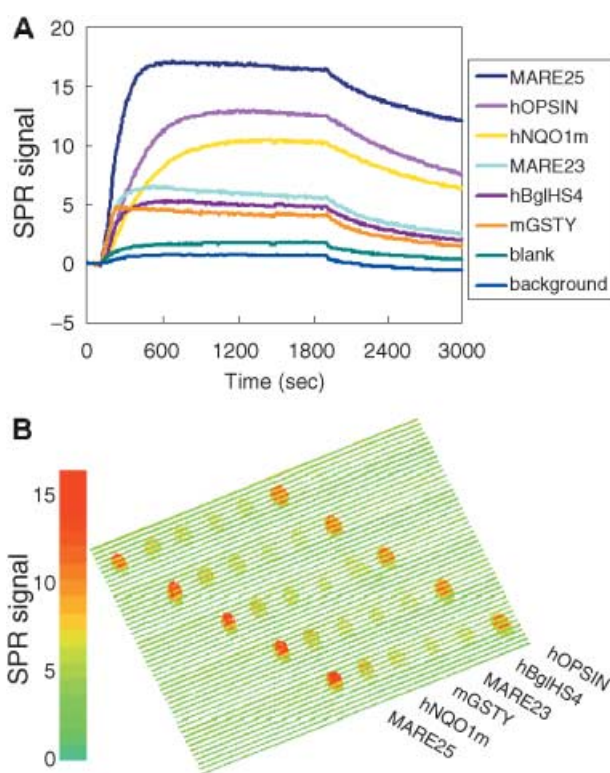 A
20
15
10
5
0
−5
SPR signal
0 600 1200 1800 2400 3000
Time (sec)
MARE25
hOPSIN
hNQO1m
MARE23
hBglHS4
mGSTY
blank
background
B
15
10
5
0
SPR signal
hOPSIN
hBglHS4
MARE23
mGSTY
hNQO1m
MARE25